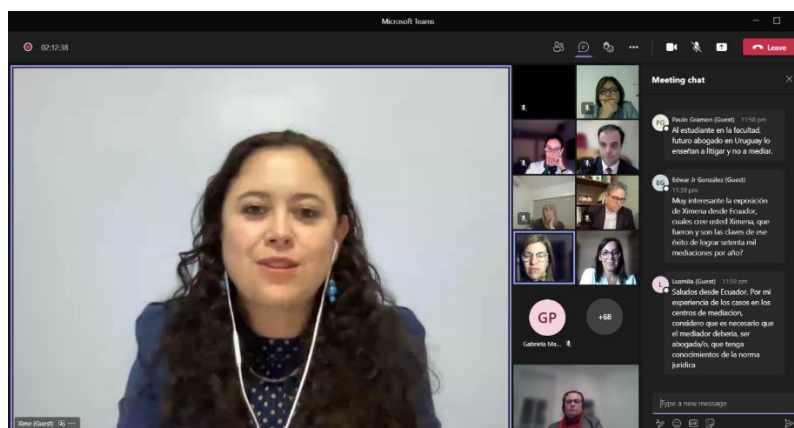 Microsoft Teams
02:12:38
Leave
Meeting chat
PG
Paulo Gramon (Guest) 11:58 pm
Al estudiante en la facultad,
futuro abogado en Uruguay lo
enseñan a litigar y no a mediar.
EG
Edwar Jr González (Guest)
11:59 pm
Muy interesante la exposición
de Ximena desde Ecuador,
cuales cree usted Ximena, que
fueron y son las claves de ese
éxito de lograr setenta mil
mediaciones por año?
L
Losmila (Guest) 11:59 pm
Saludos desde Ecuador. Por mi
experiencia de los casos en los
centros de mediacion,
considero que es necesario que
el mediador deberia, ser
abogada/o, que tenga
conocimientos de la norma
juridica
GP
+68
Gabriela Ma...
Xime (Guest)
Type a new message